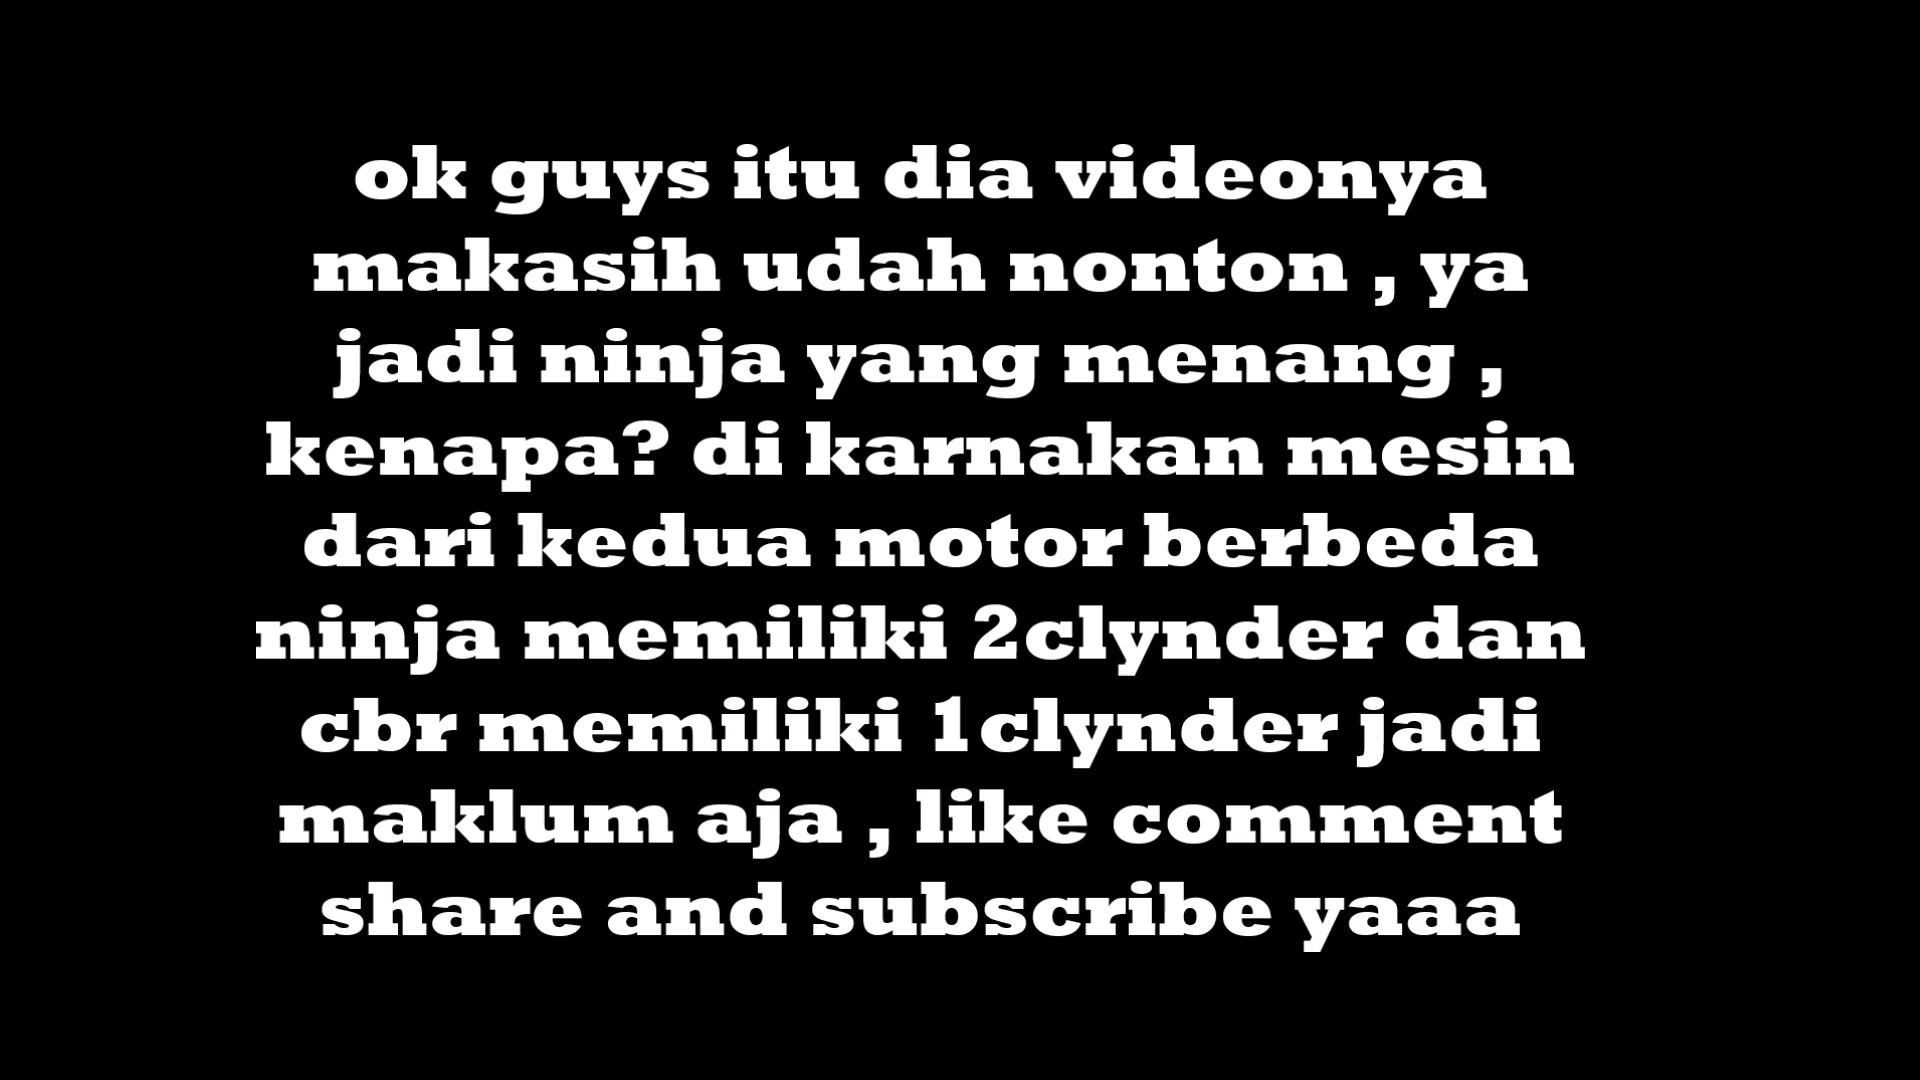 ok guys itu dia videonya
makasih udah nonton , ya
jadi ninja yang menang ,
kenapa? di karnakan mesin
dari kedua motor berbeda
ninja memiliki 2clynder dan
cbr memiliki 1clynder jadi
maklum aja , like comment
share and subscribe yaaa